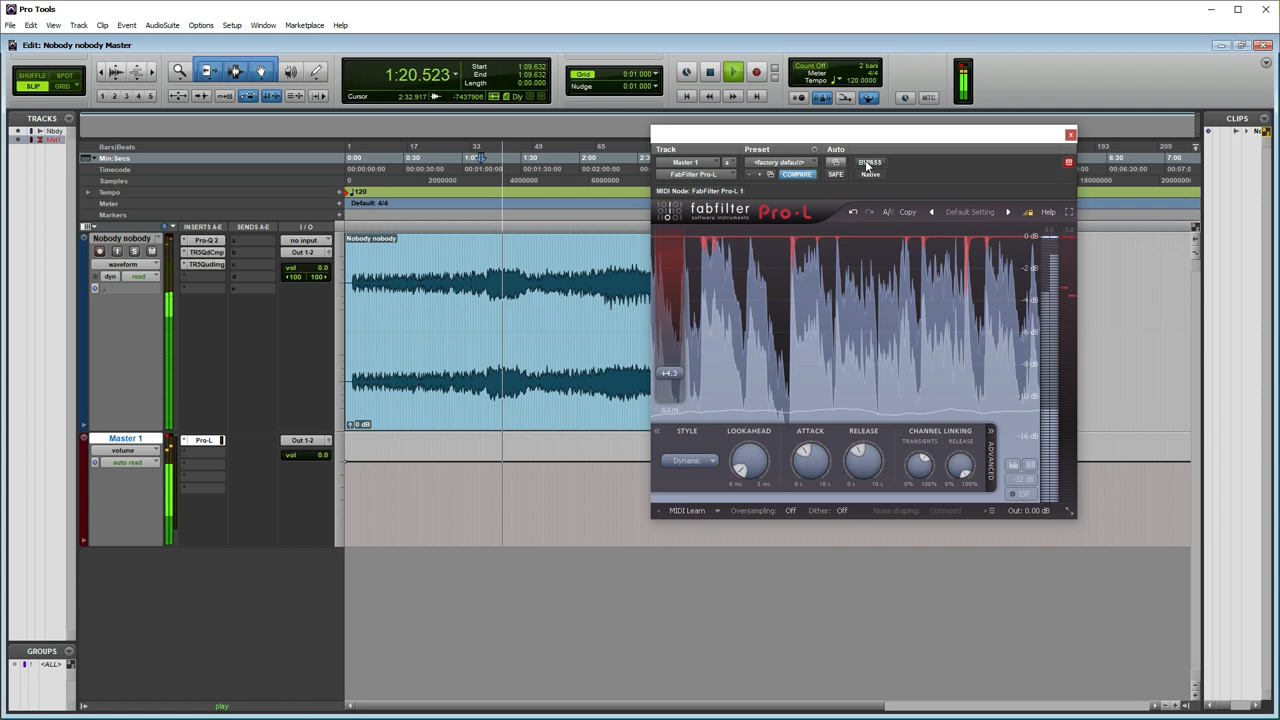 Pro Tools
File Edit View Track Clip Event AudioSuite Options Setup Window Marketplace Help
Edit: Nobody nobody Master
SHUFFLE SPOT
SLIP GRID
1 2 3 4 5
1:20.523
Start 1:09.632
End 1:09.632
Length 0:00.000
Cursor 2:32.917 -7437908 Dly
Grid 0:01.000
Nudge 0:01.000
Count Off 2 bars
Meter 4/4
Tempo 120.0000
MTC
TRACKS
Nbdy
Mst1
CLIPS
Bars|Beats 1 17 33 49 65 193 209
Min:Secs 0:00 0:30 1:00 1:30 2:00 2:30 6:30 7:00
Timecode 00:00:00:00 00:00:30:00 00:01:00:00 00:01:30:00 00:02:00:00
Samples 0 2000000 4000000 6000000 18000000 20000000
Tempo 120
Meter Default: 4/4
Markers
INSERTS A-E SENDS A-E I / O
Nobody nobody
S M
waveform
dyn read
Pro-Q 2
TR5QdCmp
TR5QudImg
a
b
c
d
e
no input
Out 1-2
vol 0.0
100 100
Nobody nobody
0 dB
Master 1
volume
auto read
Pro-L
Out 1-2
vol 0.0
Track Preset Auto
Master 1 a <factory default> BYPASS
FabFilter Pro-L - + COMPARE SAFE Native
MIDI Node: FabFilter Pro-L 1
fabfilter
software instruments
Pro·L
A/B Copy Default Setting Help
0 dB
-2 dB
-4 dB
-6 dB
-8 dB
-10 dB
-16 dB
+4.3
GAIN
STYLE LOOKAHEAD ATTACK RELEASE CHANNEL LINKING
TRANSIENTS RELEASE
Dynamic
0 ms 5 ms 0 s 10 s 0 s 10 s 0% 100% 0% 100%
ADVANCED
-32 dB
ISP
MIDI Learn Oversampling: Off Dither: Off Noise shaping: Optimized Out: 0.00 dB
GROUPS
! <ALL>
play